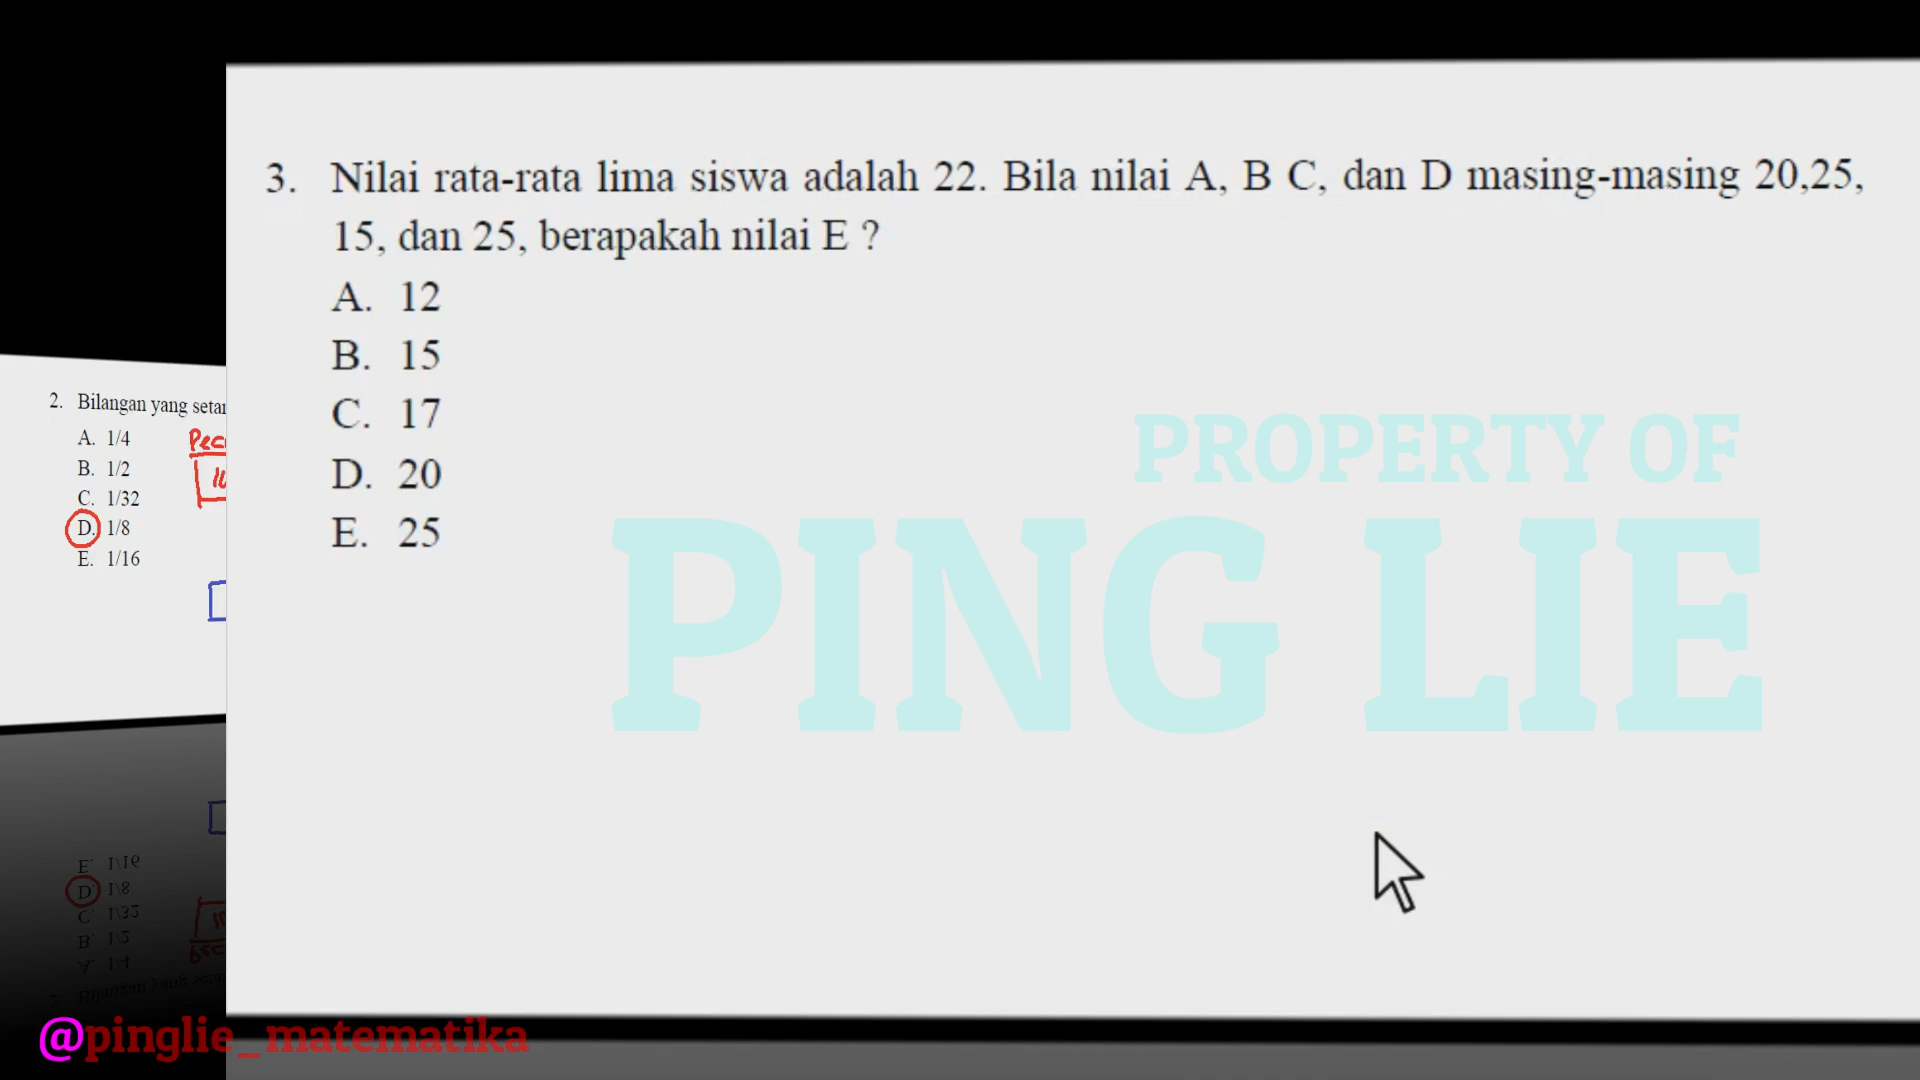 3. Nilai rata-rata lima siswa adalah 22. Bila nilai A, B C, dan D masing-masing 20,25,
15, dan 25, berapakah nilai E ?
A. 12
B. 15
C. 17
D. 20
E. 25
PROPERTY OF
PING LIE
2. Bilangan yang
A. 1/4
B. 1/2
C. 1/32
D. 1/8
E. 1/16
@pinglie_matematika